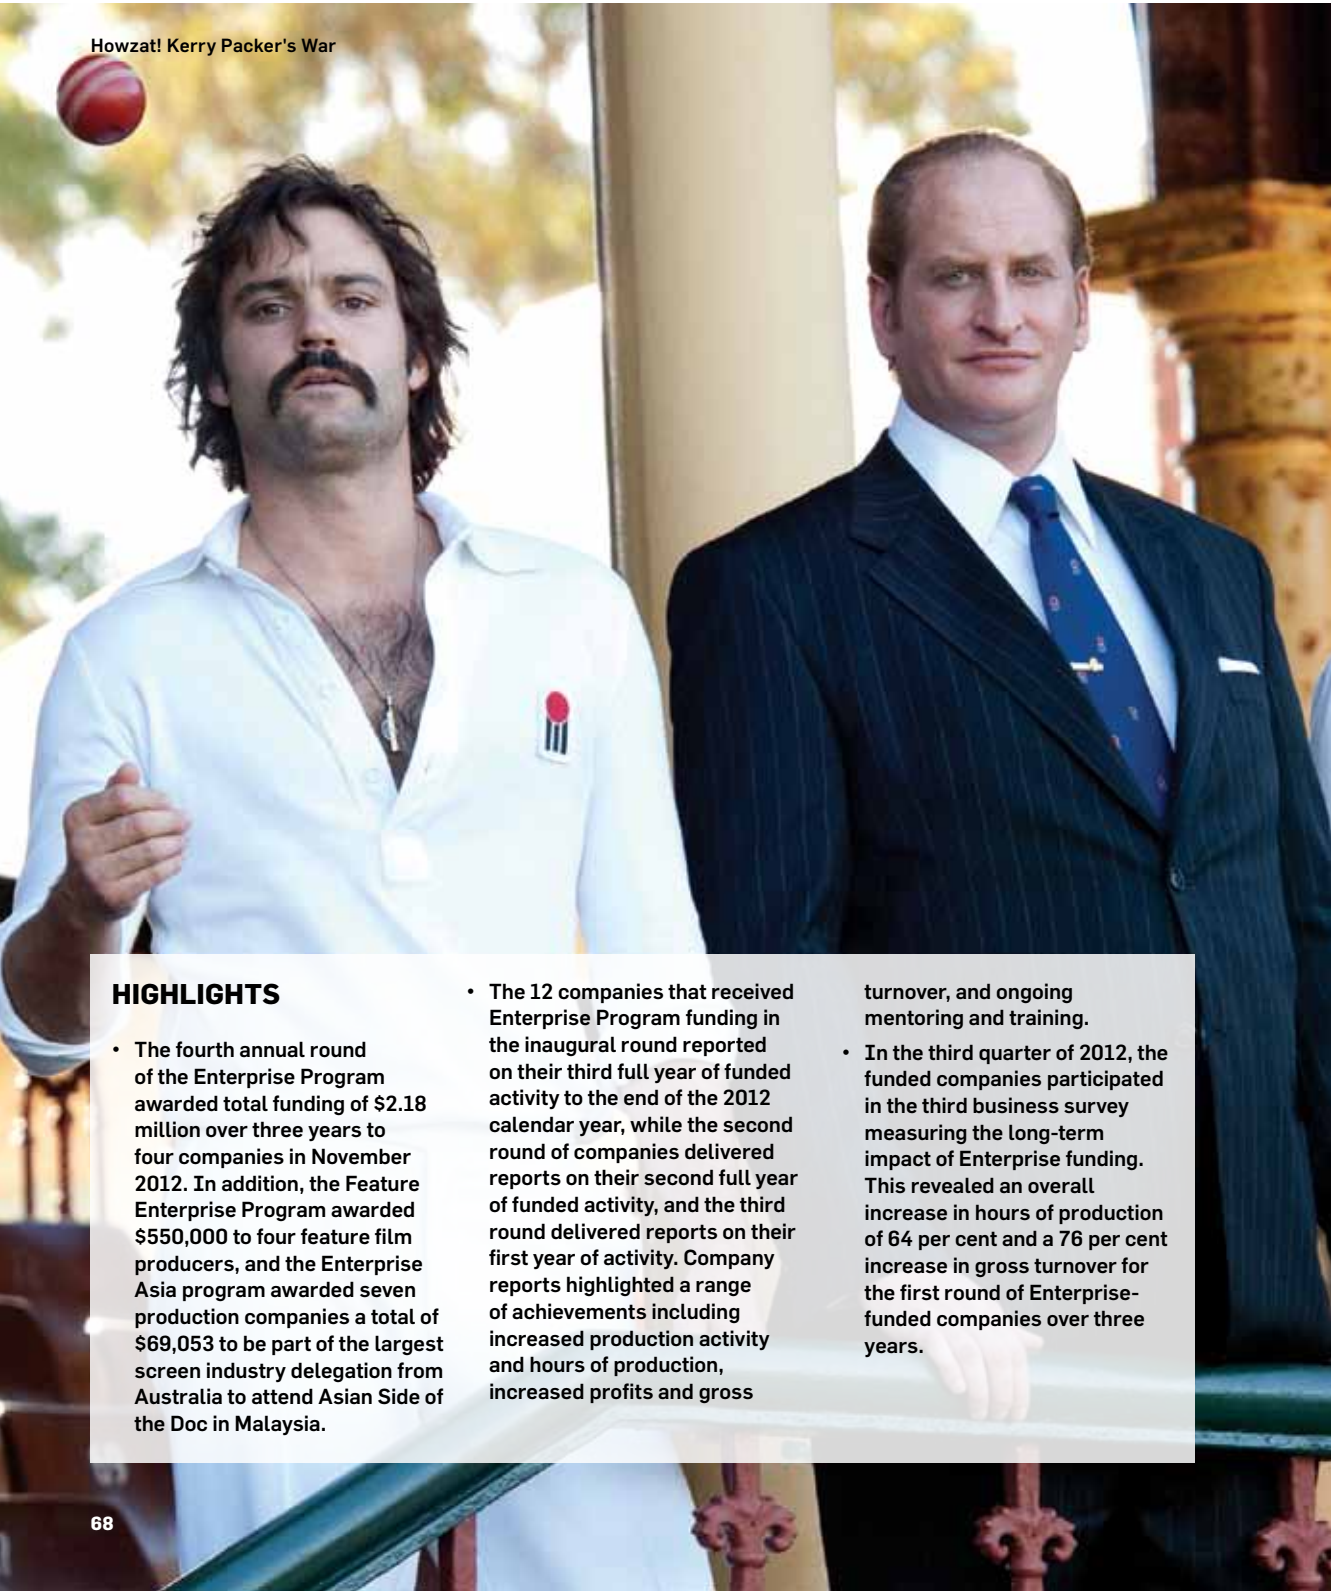 Howzat! Kerry Packer's War
HIGHLIGHTS
• The fourth annual round
of the Enterprise Program
awarded total funding of $2.18
million over three years to
four companies in November
2012. In addition, the Feature
Enterprise Program awarded
$550,000 to four feature film
producers, and the Enterprise
Asia program awarded seven
production companies a total of
$69,053 to be part of the largest
screen industry delegation from
Australia to attend Asian Side of
the Doc in Malaysia.
• The 12 companies that received
Enterprise Program funding in
the inaugural round reported
on their third full year of funded
activity to the end of the 2012
calendar year, while the second
round of companies delivered
reports on their second full year
of funded activity, and the third
round delivered reports on their
first year of activity. Company
reports highlighted a range
of achievements including
increased production activity
and hours of production,
increased profits and gross
turnover, and ongoing
mentoring and training.
• In the third quarter of 2012, the
funded companies participated
in the third business survey
measuring the long-term
impact of Enterprise funding.
This revealed an overall
increase in hours of production
of 64 per cent and a 76 per cent
increase in gross turnover for
the first round of Enterprise-
funded companies over three
years.
68